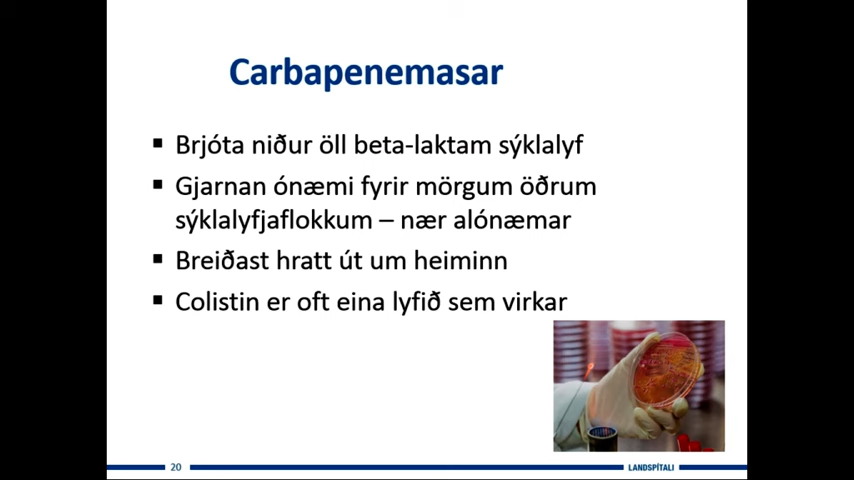 Carbapenemasar
▪ Brjóta niður öll beta-laktam sýklalyf
▪ Gjarnan ónæmi fyrir mörgum öðrum
sýklalyfjaflokkum – nær alónæmar
▪ Breiðast hratt út um heiminn
▪ Colistin er oft eina lyfið sem virkar
20
LANDSPÍTALI